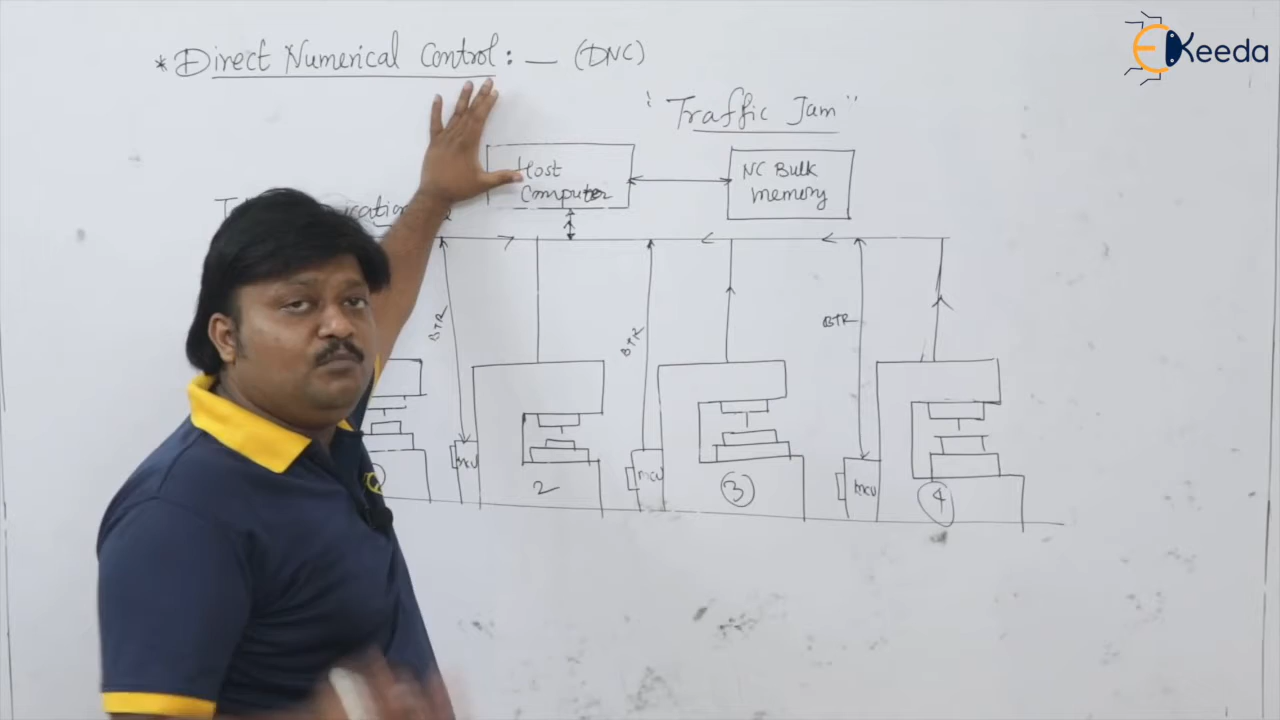 * Direct Numerical Control : — (DNC)
EKeeda
"Traffic Jam"
Host
Computer
NC Bulk
memory
BTR
BTR
BTR
MCU
MCU
MCU
2
3
4